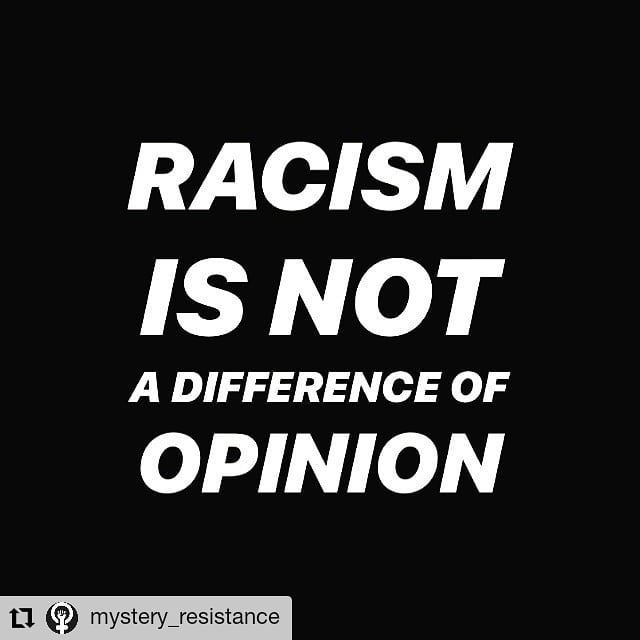 RACISM
IS NOT
A DIFFERENCE OF
OPINION
mystery_resistance